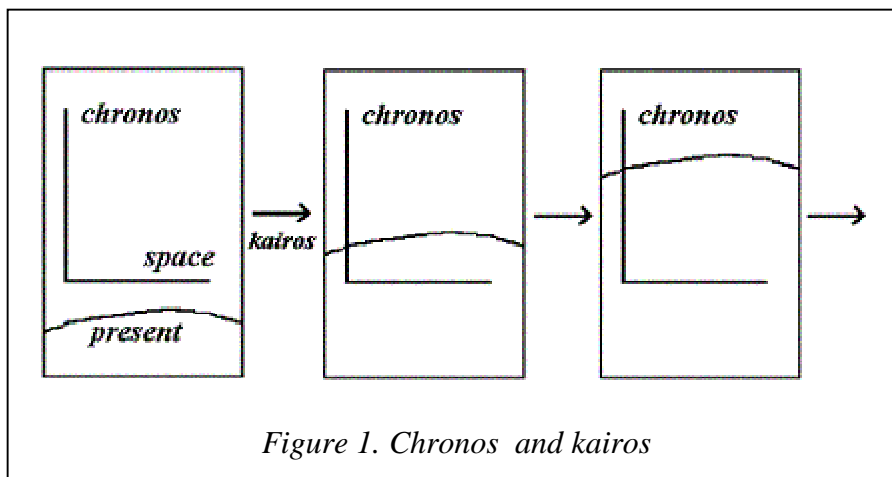 chronos
space
present
kairos
chronos
chronos
Figure 1. Chronos and kairos